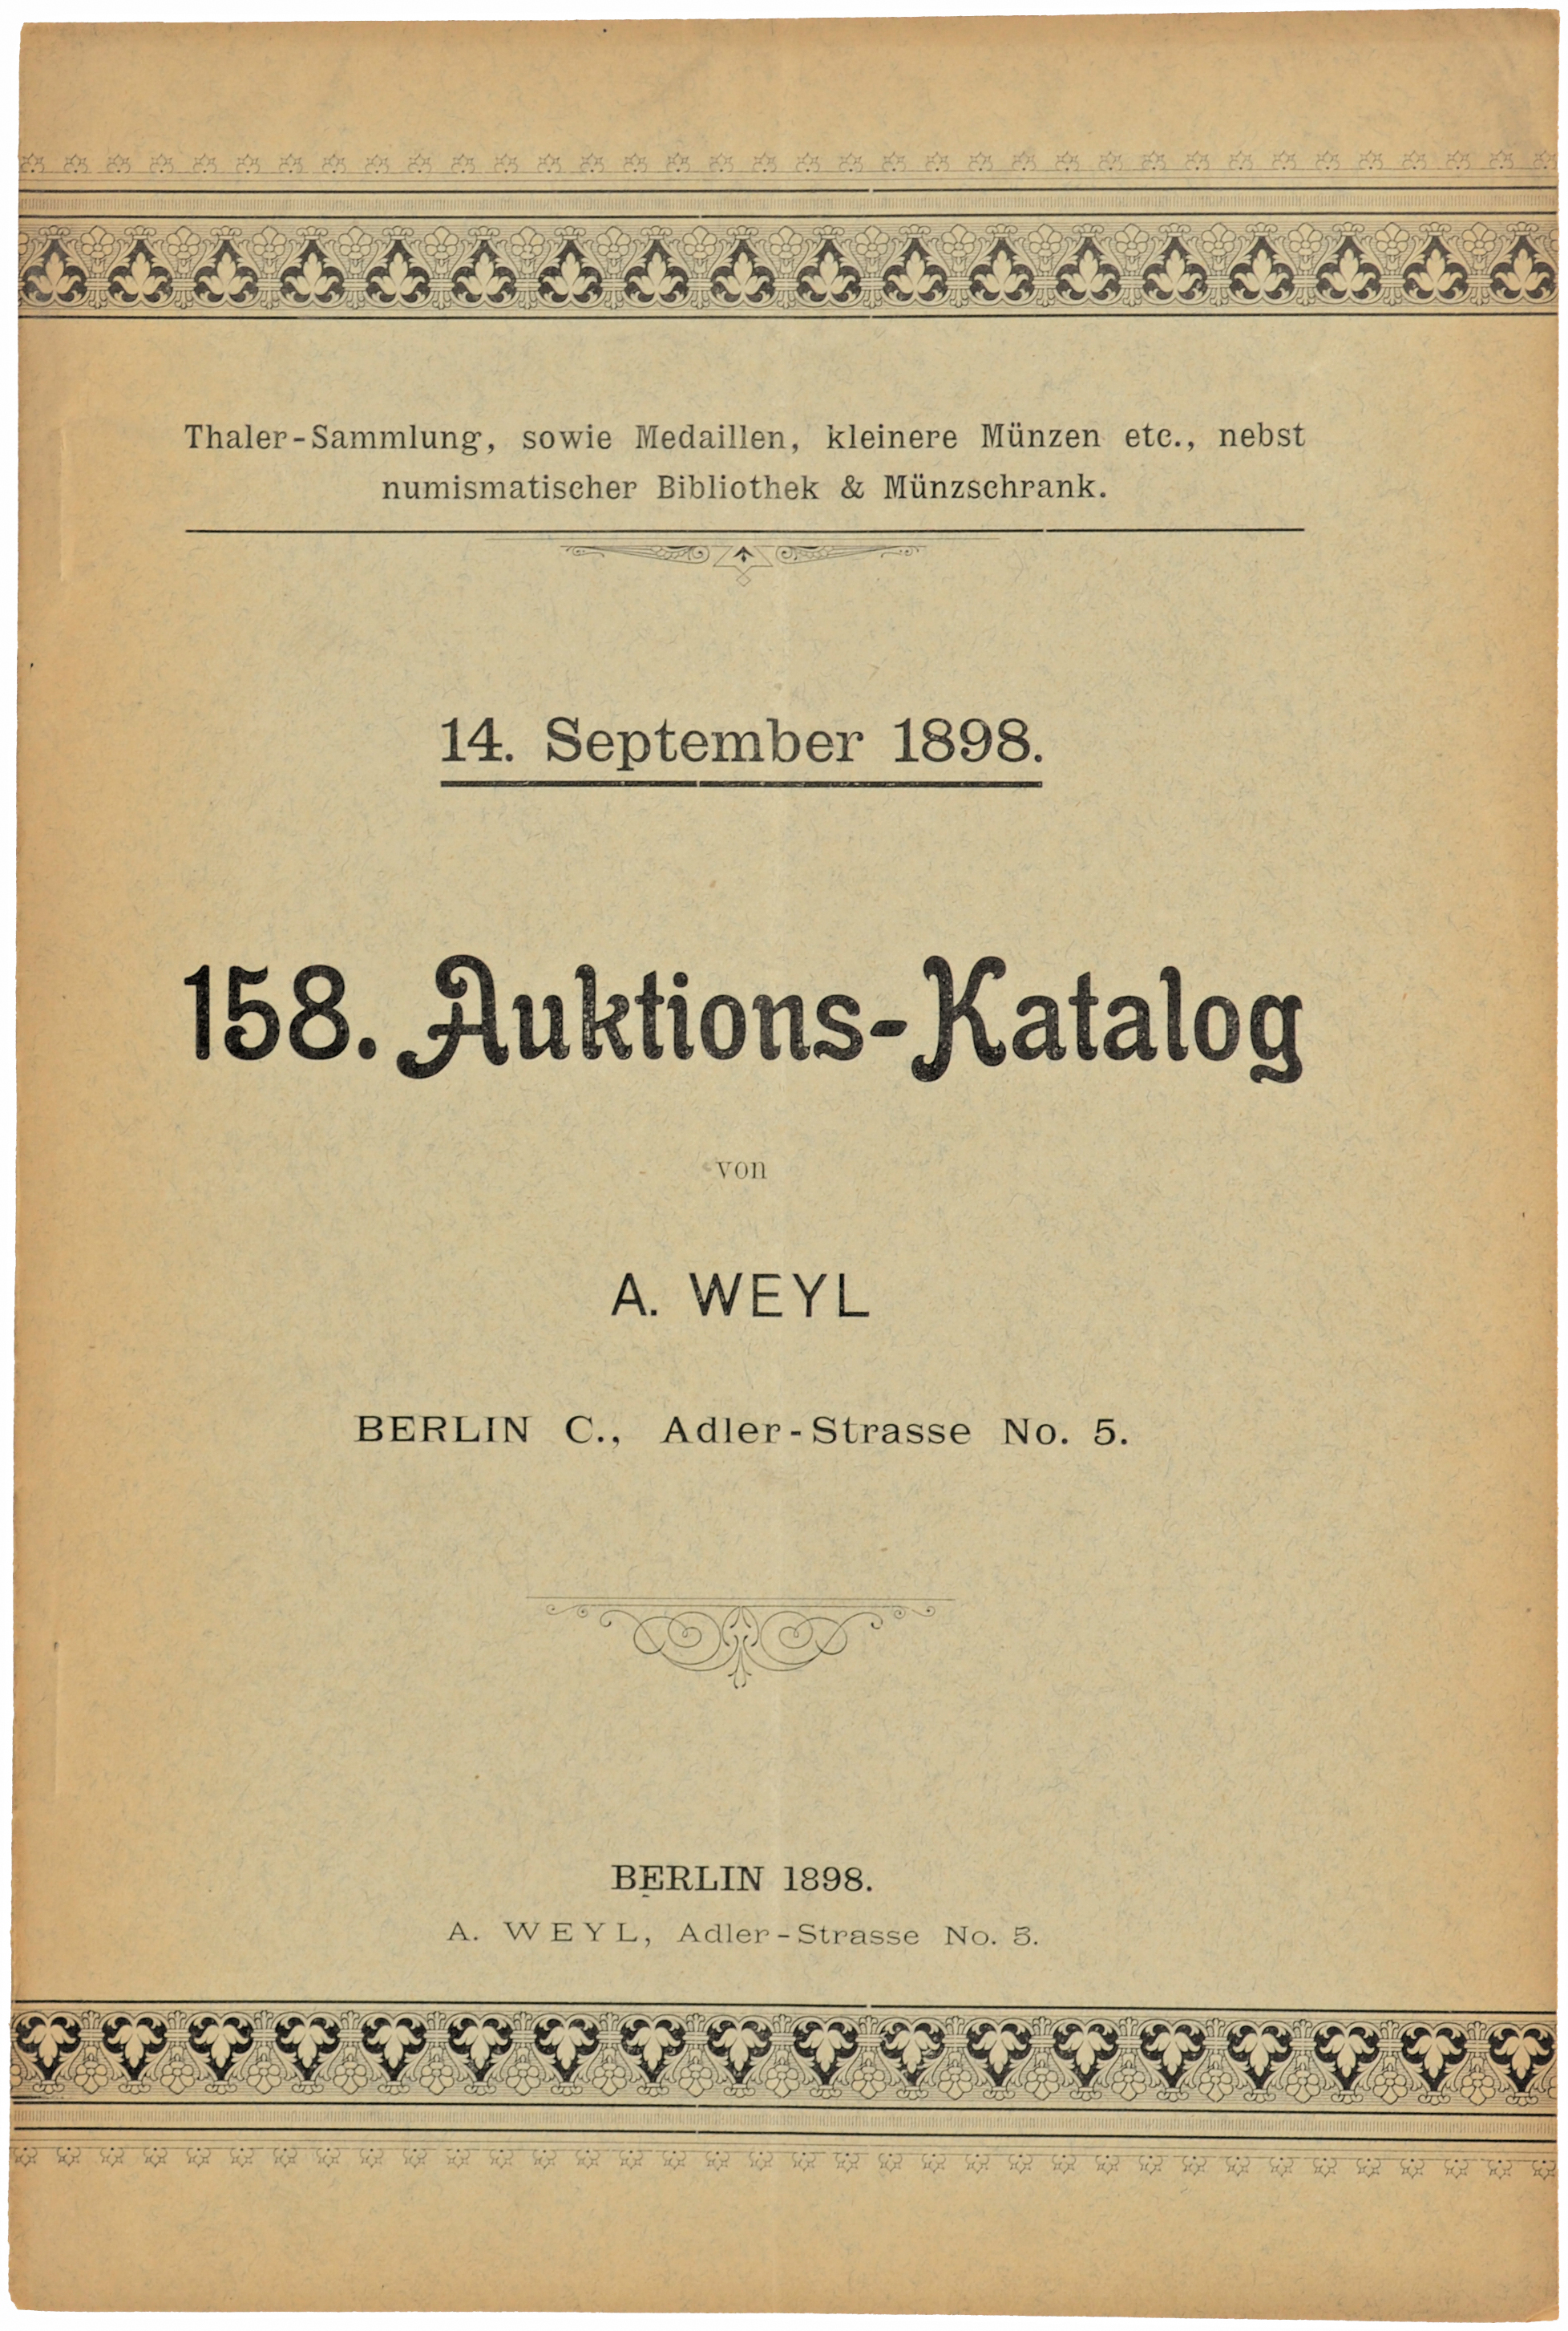 Thaler-Sammlung, sowie Medaillen, kleinere Münzen etc., nebst
numismatischer Bibliothek & Münzschrank.
14. September 1898.
158. Auktions-Katalog
von
A. WEYL
BERLIN C., Adler-Strasse No. 5.
BERLIN 1898.
A. WEYL, Adler-Strasse No. 5.